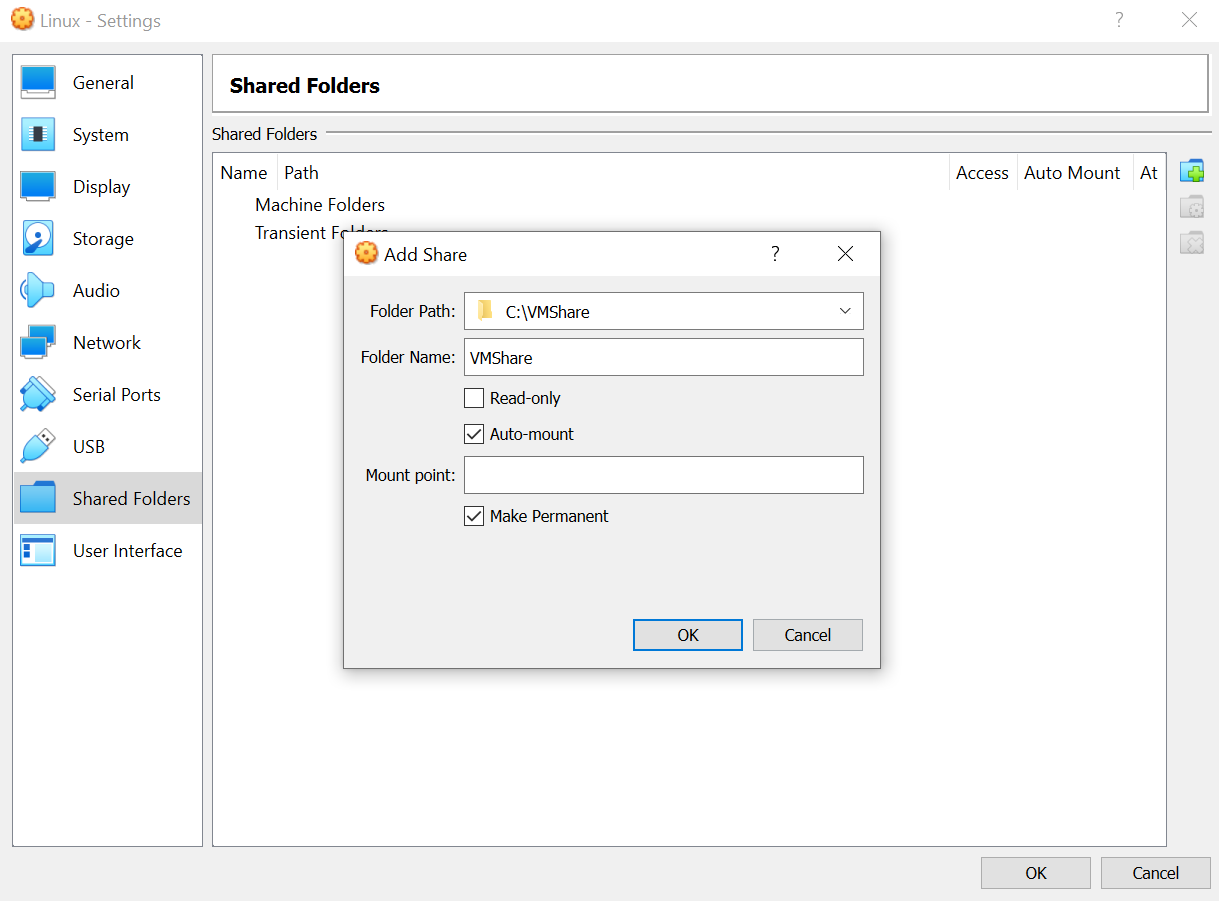 Linux - Settings
?
General
System
Display
Storage
Audio
Network
Serial Ports
USB
Shared Folders
User Interface
Shared Folders
Shared Folders
Name Path Access Auto Mount At
Machine Folders
Transient Folders
Add Share
?
Folder Path: C:\VMShare
Folder Name: VMShare
Read-only
Auto-mount
Mount point:
Make Permanent
OK Cancel
OK Cancel